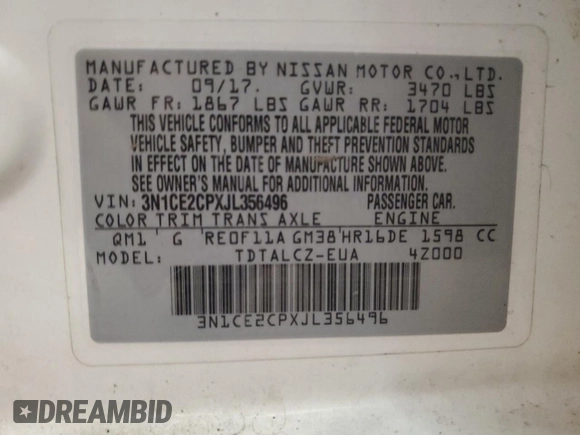 MANUFACTURED BY NISSAN MOTOR CO.,LTD.
DATE: 09/17. GVWR: 3470 LBS
GAWR FR: 1867 LBS GAWR RR: 1704 LBS
THIS VEHICLE CONFORMS TO ALL APPLICABLE FEDERAL MOTOR
VEHICLE SAFETY, BUMPER AND THEFT PREVENTION STANDARDS
IN EFFECT ON THE DATE OF MANUFACTURE SHOWN ABOVE.
SEE OWNER'S MANUAL FOR ADDITIONAL INFORMATION.
VIN: 3N1CE2CPXJL356496 PASSENGER CAR.
COLOR TRIM TRANS AXLE ENGINE
QM1 G RE0F11A GM38 HR16DE 1598 CC
MODEL: TDTALCZ-EUA 4Z000
3N1CE2CPXJL356496
DREAMBID